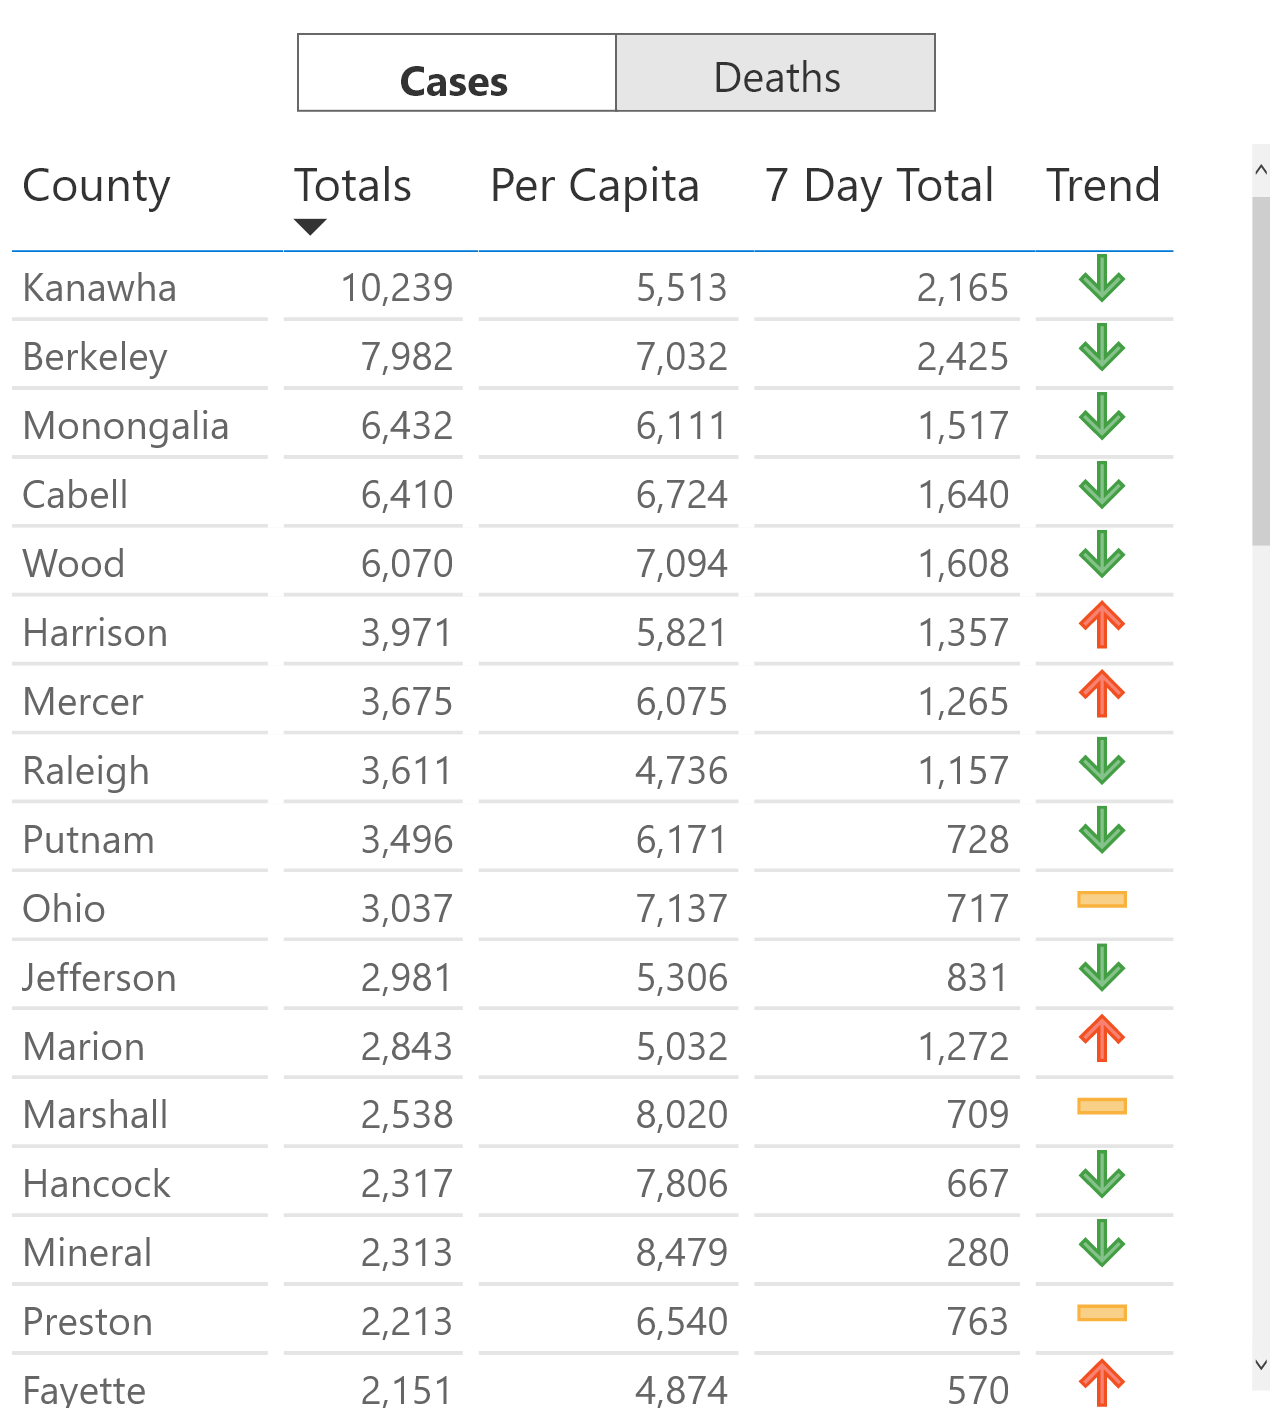 Cases Deaths
County Totals Per Capita 7 Day Total Trend
Kanawha 10,239 5,513 2,165
Berkeley 7,982 7,032 2,425
Monongalia 6,432 6,111 1,517
Cabell 6,410 6,724 1,640
Wood 6,070 7,094 1,608
Harrison 3,971 5,821 1,357
Mercer 3,675 6,075 1,265
Raleigh 3,611 4,736 1,157
Putnam 3,496 6,171 728
Ohio 3,037 7,137 717
Jefferson 2,981 5,306 831
Marion 2,843 5,032 1,272
Marshall 2,538 8,020 709
Hancock 2,317 7,806 667
Mineral 2,313 8,479 280
Preston 2,213 6,540 763
Fayette 2,151 4,874 570